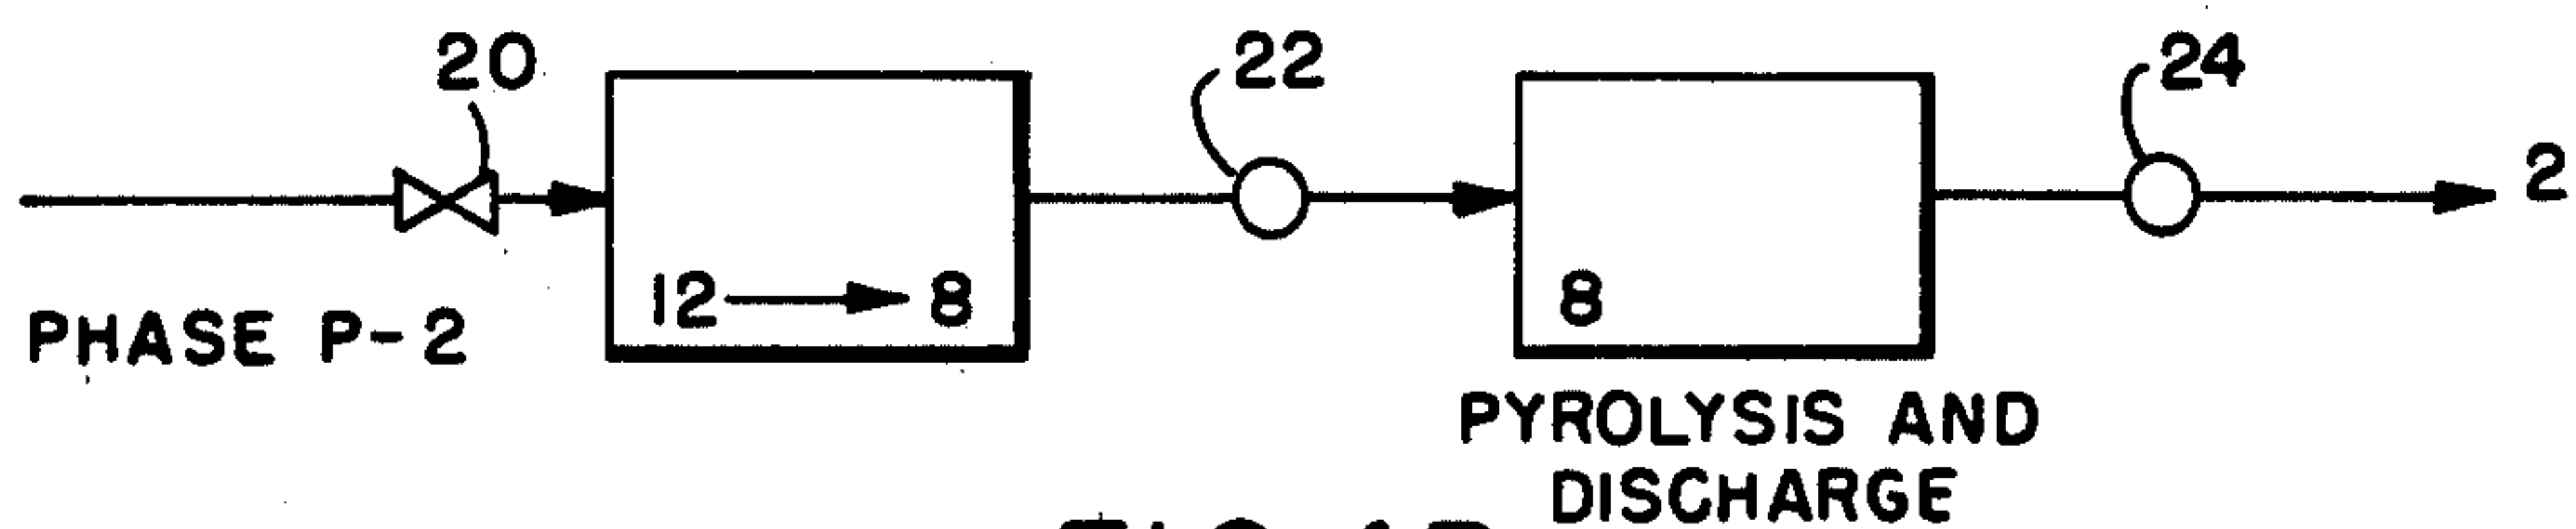 20
22
24
2
12 → 8
8
PHASE P-2
PYROLYSIS AND
DISCHARGE